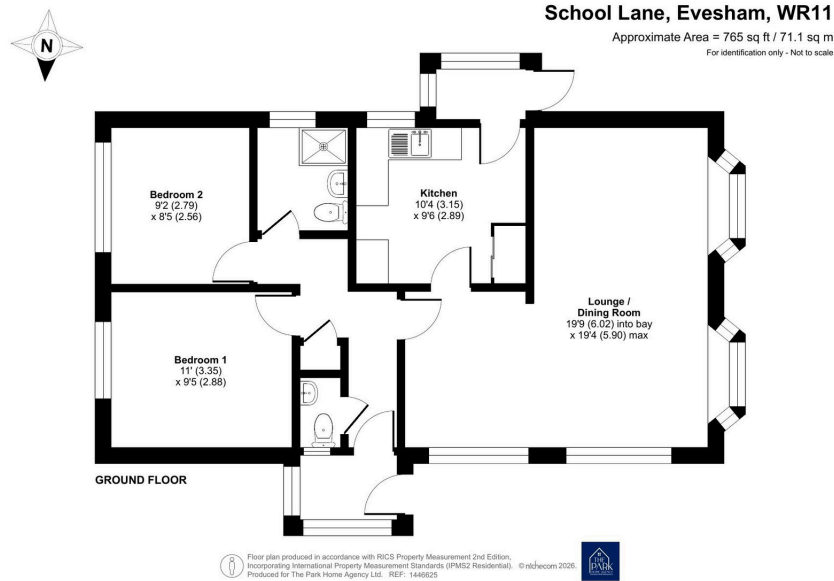 School Lane, Evesham, WR11
Approximate Area = 765 sq ft / 71.1 sq m
For identification only - Not to scale
N
Bedroom 2
9'2 (2.79)
x 8'5 (2.56)
Kitchen
10'4 (3.15)
x 9'6 (2.89)
Lounge /
Dining Room
19'9 (6.02) into bay
x 19'4 (5.90) max
Bedroom 1
11' (3.35)
x 9'5 (2.88)
GROUND FLOOR
Floor plan produced in accordance with RICS Property Measurement 2nd Edition,
Incorporating International Property Measurement Standards (IPMS2 Residential). © nichecom 2026.
Produced for The Park Home Agency Ltd. REF: 1446625
THE
PARK